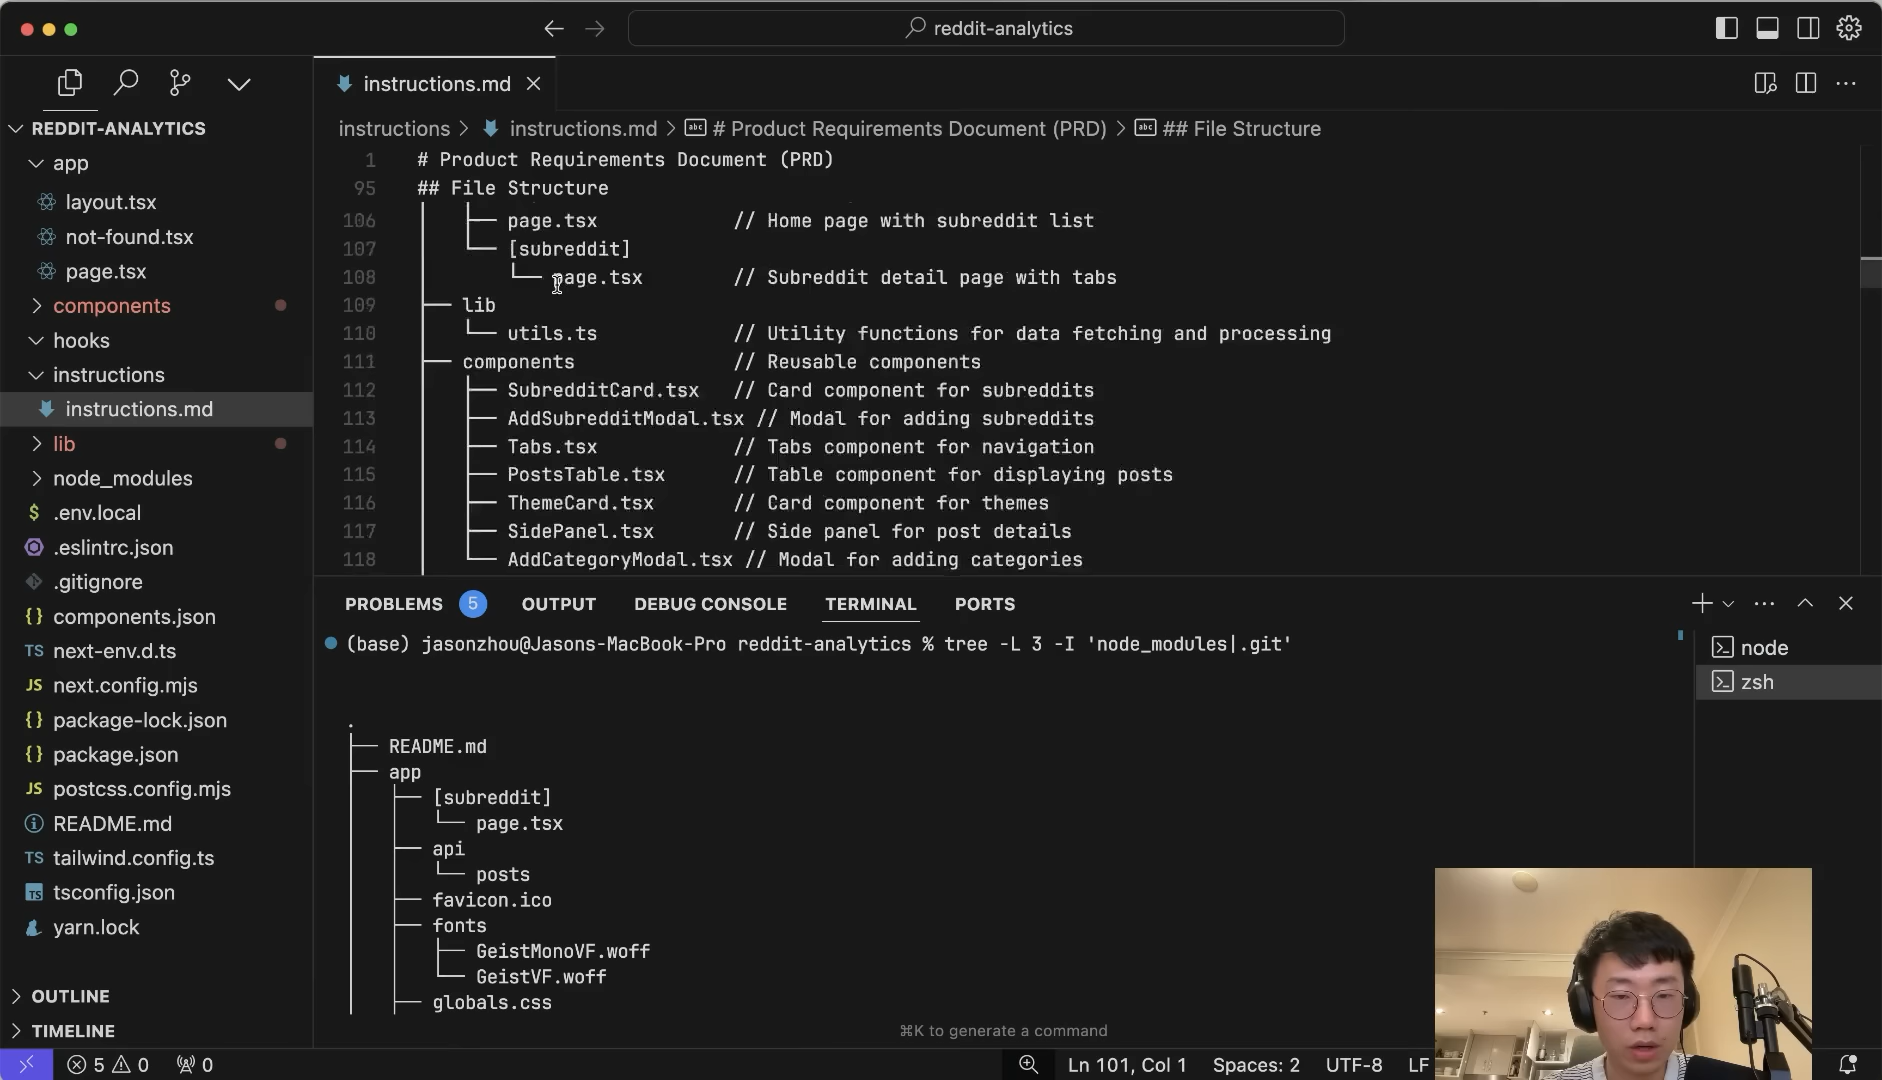 reddit-analytics
instructions.md
REDDIT-ANALYTICS
app
layout.tsx
not-found.tsx
page.tsx
components
hooks
instructions
instructions.md
lib
node_modules
$ .env.local
.eslintrc.json
.gitignore
{} components.json
TS next-env.d.ts
JS next.config.mjs
{} package-lock.json
{} package.json
JS postcss.config.mjs
README.md
TS tailwind.config.ts
TS tsconfig.json
yarn.lock
OUTLINE
TIMELINE
instructions > instructions.md > abc # Product Requirements Document (PRD) > abc ## File Structure
1 # Product Requirements Document (PRD)
95 ## File Structure
106 │ ├── page.tsx // Home page with subreddit list
107 │ └── [subreddit]
108 │ └── page.tsx // Subreddit detail page with tabs
109 ├── lib
110 │ └── utils.ts // Utility functions for data fetching and processing
111 ├── components // Reusable components
112 │ ├── SubredditCard.tsx // Card component for subreddits
113 │ ├── AddSubredditModal.tsx // Modal for adding subreddits
114 │ ├── Tabs.tsx // Tabs component for navigation
115 │ ├── PostsTable.tsx // Table component for displaying posts
116 │ ├── ThemeCard.tsx // Card component for themes
117 │ ├── SidePanel.tsx // Side panel for post details
118 │ └── AddCategoryModal.tsx // Modal for adding categories
PROBLEMS 5 OUTPUT DEBUG CONSOLE TERMINAL PORTS
(base) jasonzhou@Jasons-MacBook-Pro reddit-analytics % tree -L 3 -I 'node_modules|.git'
.
├── README.md
├── app
│ ├── [subreddit]
│ │ └── page.tsx
│ ├── api
│ │ └── posts
│ ├── favicon.ico
│ ├── fonts
│ │ ├── GeistMonoVF.woff
│ │ └── GeistVF.woff
│ ├── globals.css
⌘K to generate a command
node
zsh
5 0 0
Ln 101, Col 1 Spaces: 2 UTF-8 LF